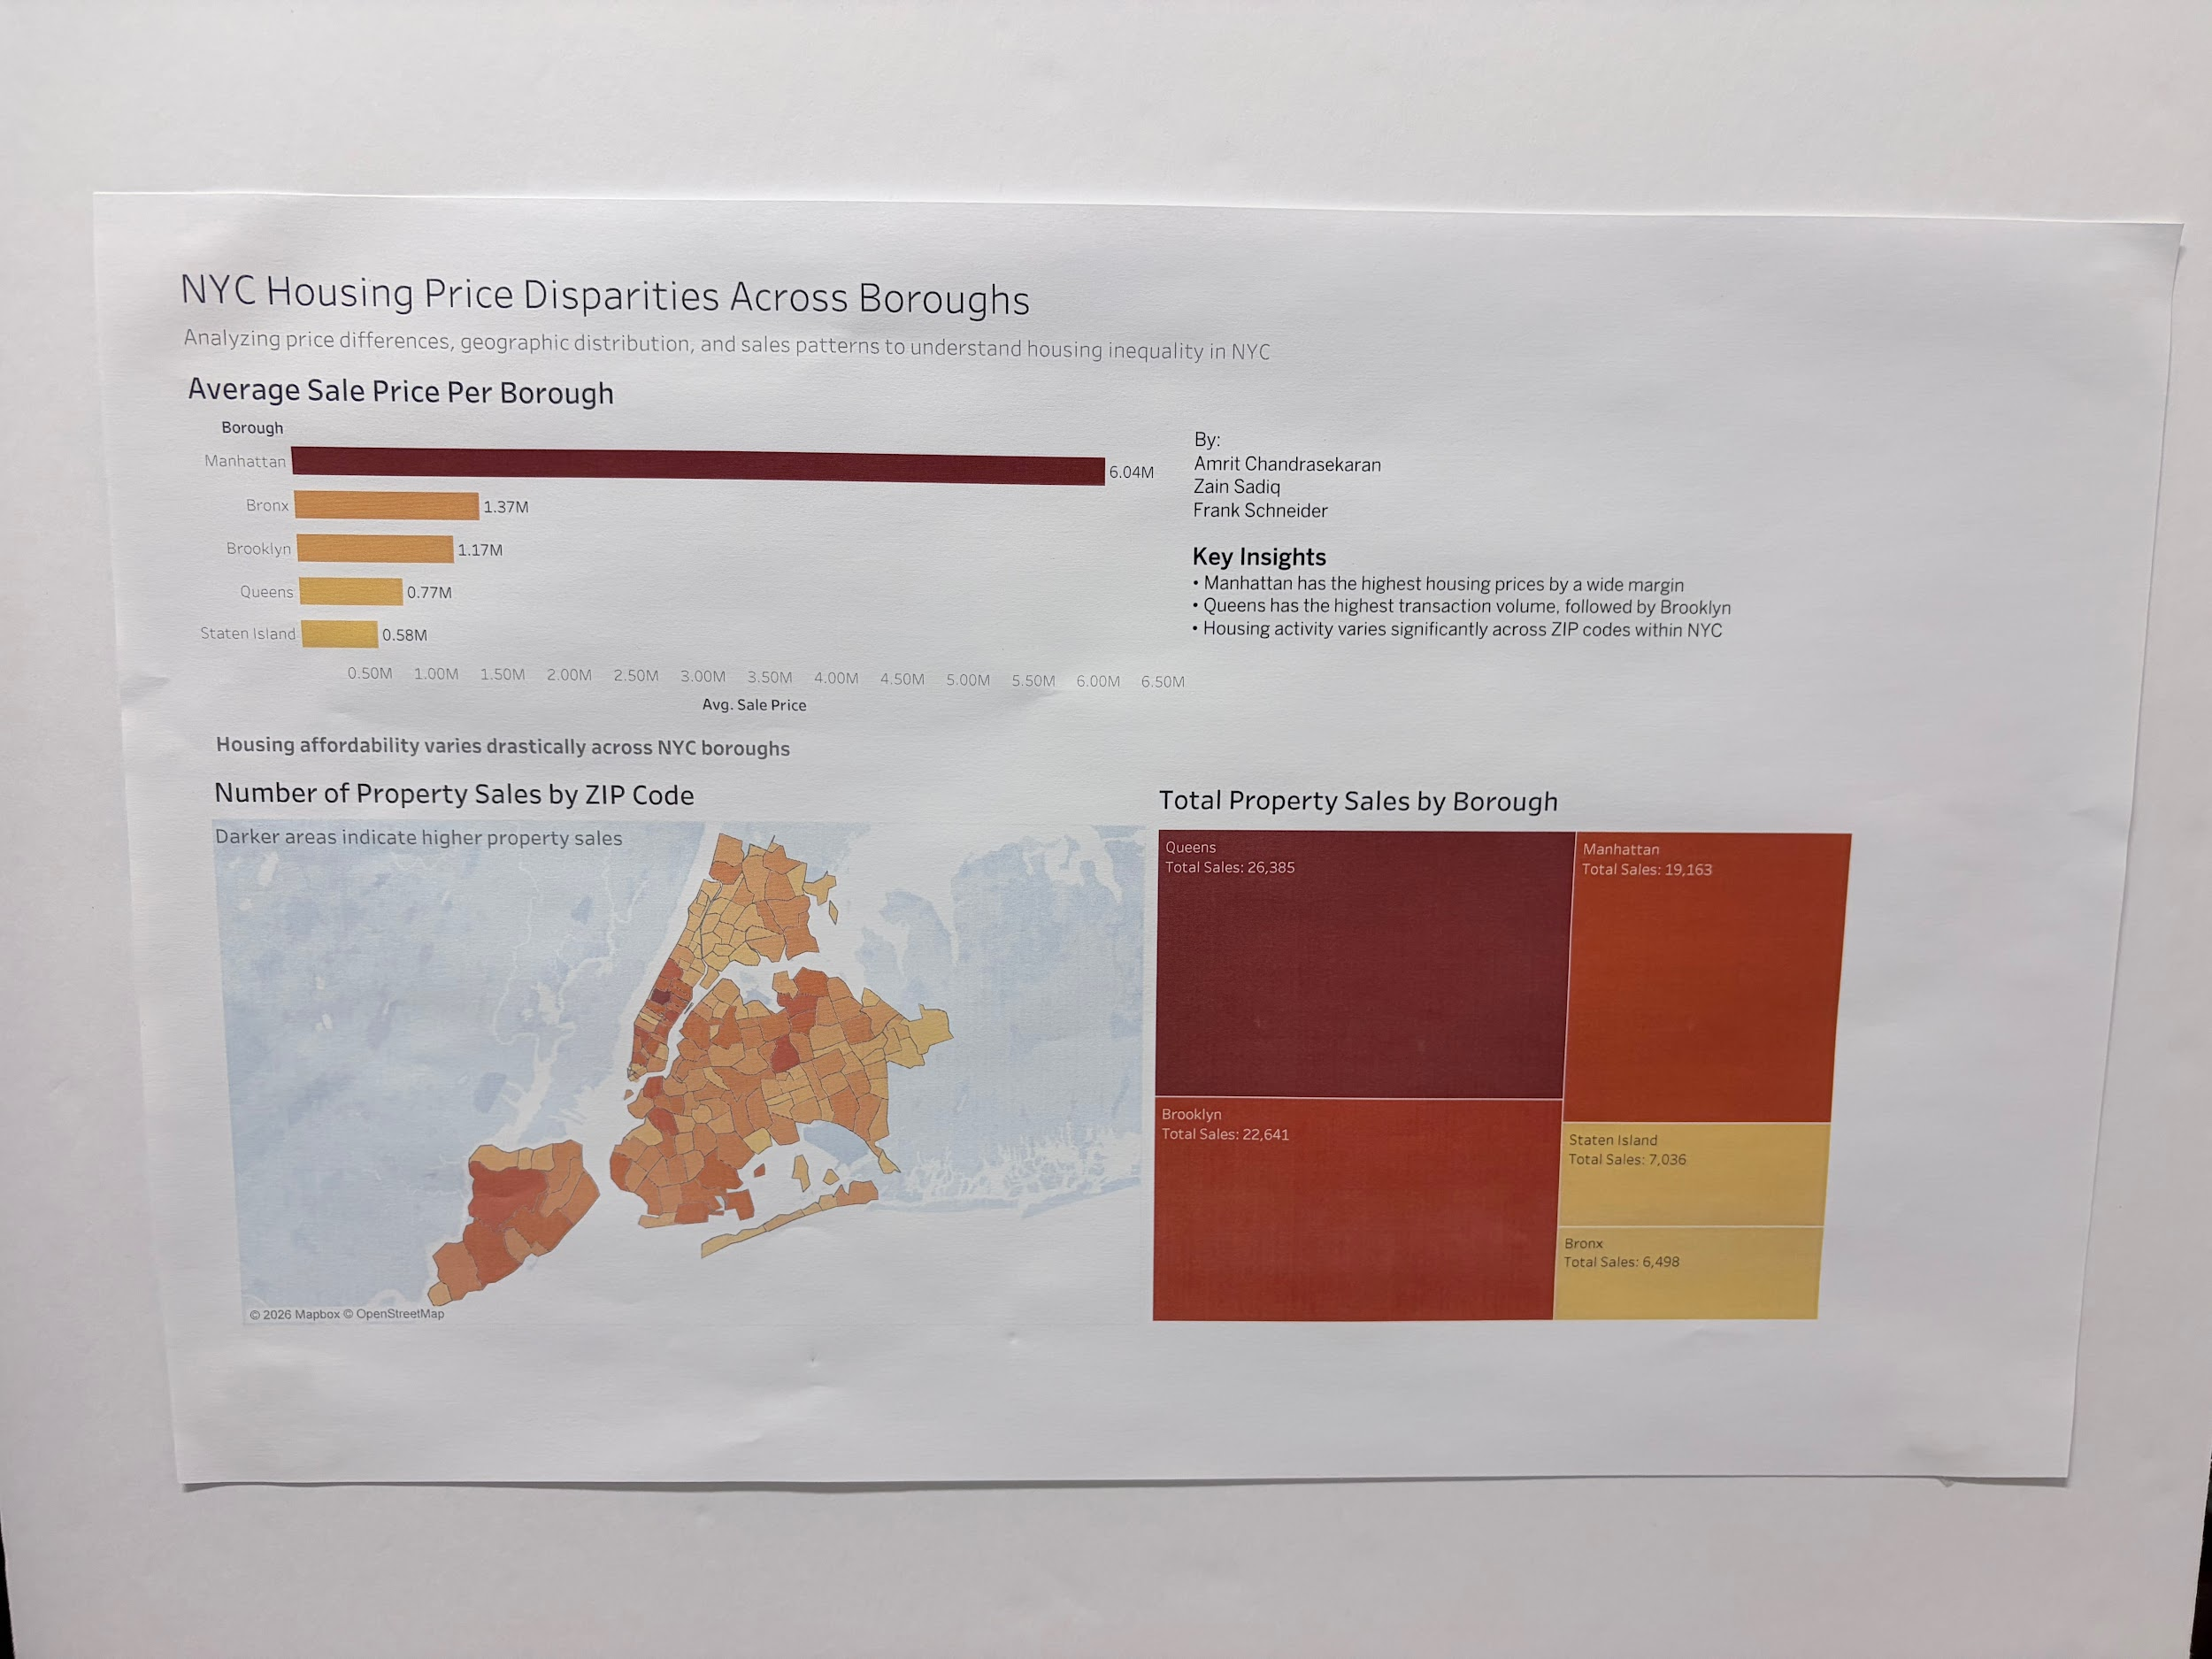 NYC Housing Price Disparities Across Boroughs
Analyzing price differences, geographic distribution, and sales patterns to understand housing inequality in NYC
Average Sale Price Per Borough
Borough
Manhattan 6.04M
Bronx 1.37M
Brooklyn 1.17M
Queens 0.77M
Staten Island 0.58M
0.50M 1.00M 1.50M 2.00M 2.50M 3.00M 3.50M 4.00M 4.50M 5.00M 5.50M 6.00M 6.50M
Avg. Sale Price
By:
Amrit Chandrasekaran
Zain Sadiq
Frank Schneider
Key Insights
• Manhattan has the highest housing prices by a wide margin
• Queens has the highest transaction volume, followed by Brooklyn
• Housing activity varies significantly across ZIP codes within NYC
Housing affordability varies drastically across NYC boroughs
Number of Property Sales by ZIP Code
Darker areas indicate higher property sales
© 2026 Mapbox © OpenStreetMap
Total Property Sales by Borough
Queens
Total Sales: 26,385
Manhattan
Total Sales: 19,163
Brooklyn
Total Sales: 22,641
Staten Island
Total Sales: 7,036
Bronx
Total Sales: 6,498